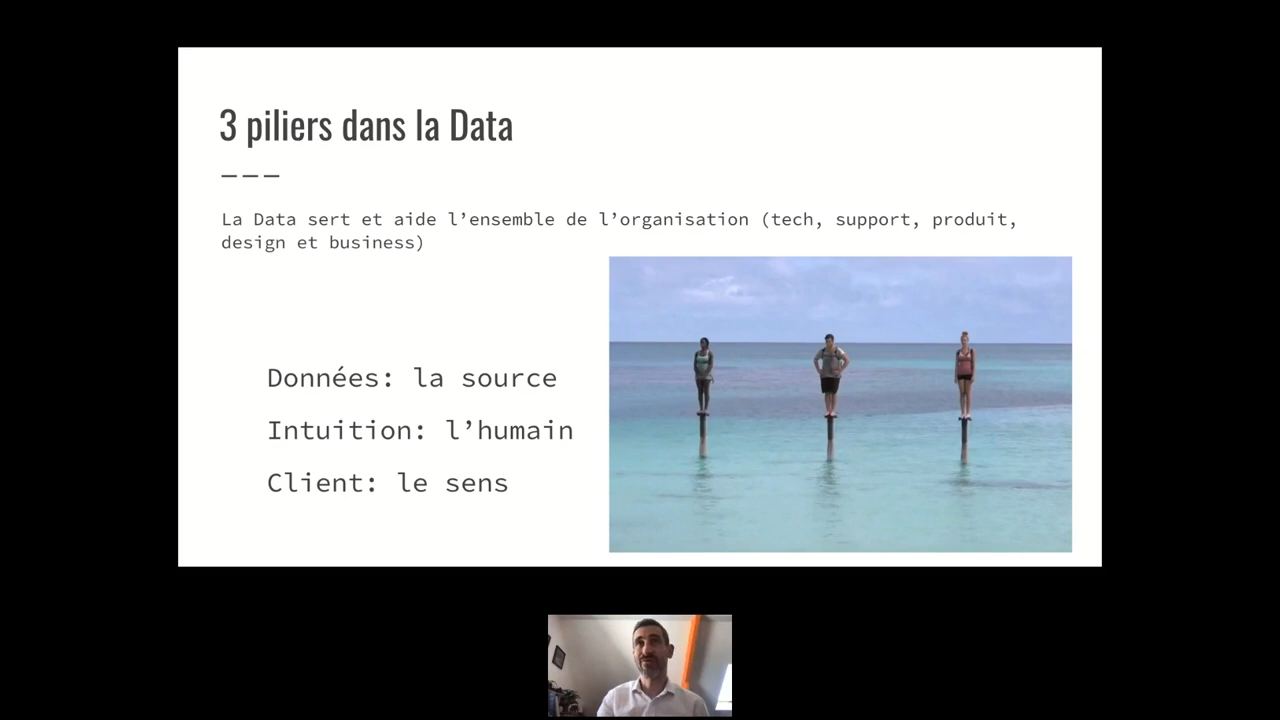 3 piliers dans la Data
La Data sert et aide l’ensemble de l’organisation (tech, support, produit,
design et business)
Données: la source
Intuition: l’humain
Client: le sens